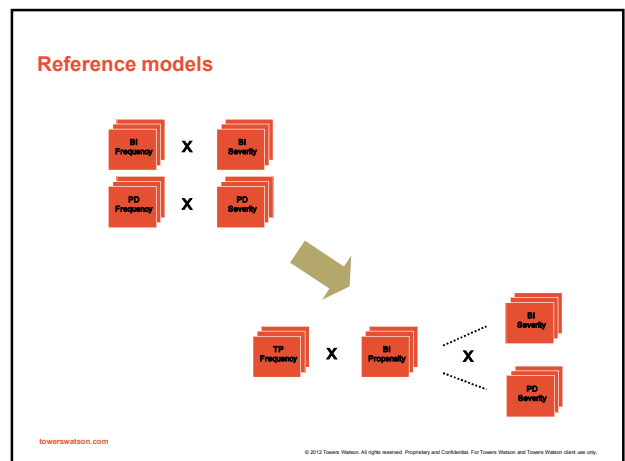 Reference models
BI
Frequency
X
BI
Severity
PD
Frequency
X
PD
Severity
TP
Frequency
X
BI
Propensity
X
BI
Severity
PD
Severity
towerswatson.com
© 2012 Towers Watson. All rights reserved. Proprietary and Confidential. For Towers Watson and Towers Watson client use only.